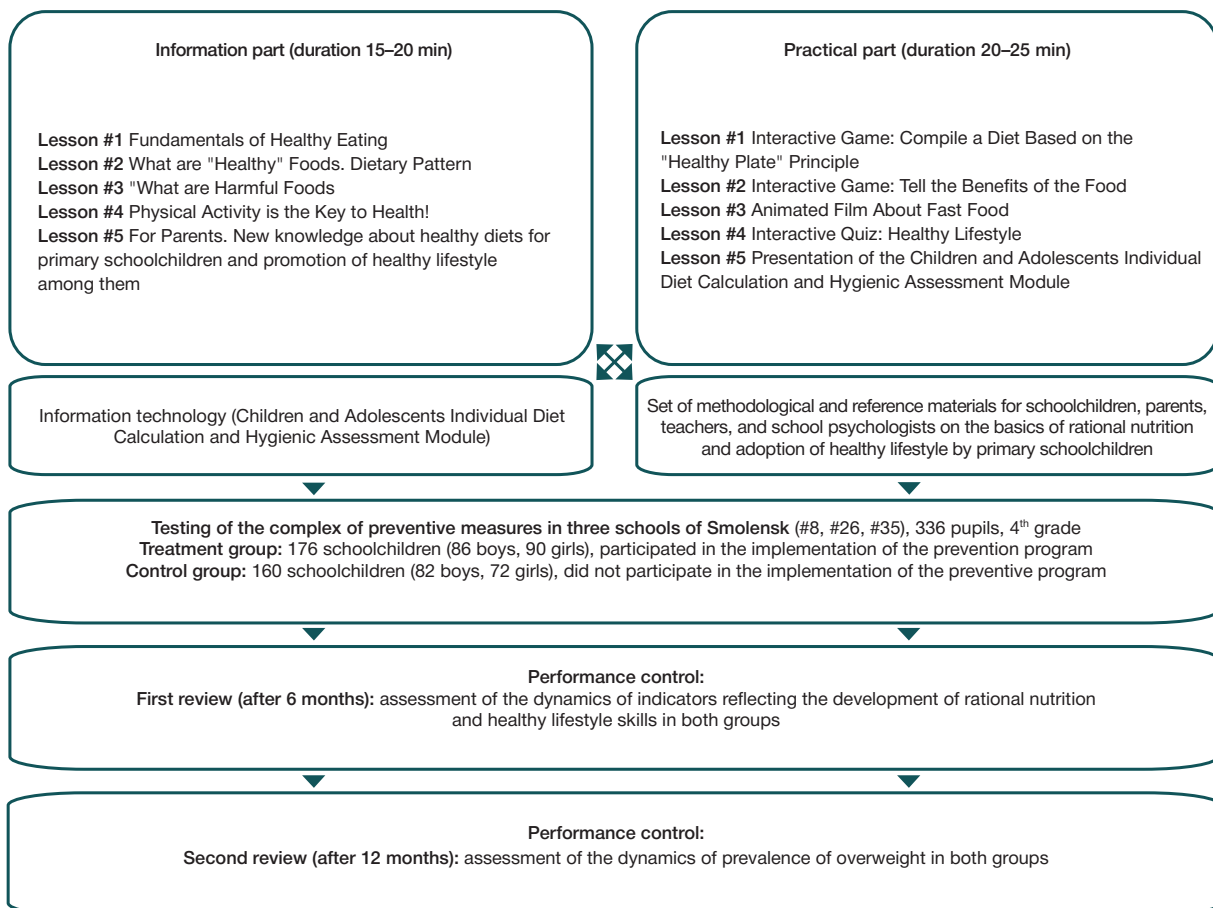 Information part (duration 15–20 min)
Lesson #1 Fundamentals of Healthy Eating
Lesson #2 What are "Healthy" Foods. Dietary Pattern
Lesson #3 "What are Harmful Foods
Lesson #4 Physical Activity is the Key to Health!
Lesson #5 For Parents. New knowledge about healthy diets for
primary schoolchildren and promotion of healthy lifestyle
among them
Practical part (duration 20–25 min)
Lesson #1 Interactive Game: Compile a Diet Based on the
"Healthy Plate" Principle
Lesson #2 Interactive Game: Tell the Benefits of the Food
Lesson #3 Animated Film About Fast Food
Lesson #4 Interactive Quiz: Healthy Lifestyle
Lesson #5 Presentation of the Children and Adolescents Individual
Diet Calculation and Hygienic Assessment Module
Information technology (Children and Adolescents Individual Diet
Calculation and Hygienic Assessment Module)
Set of methodological and reference materials for schoolchildren, parents,
teachers, and school psychologists on the basics of rational nutrition
and adoption of healthy lifestyle by primary schoolchildren
Testing of the complex of preventive measures in three schools of Smolensk (#8, #26, #35), 336 pupils, 4th grade
Treatment group: 176 schoolchildren (86 boys, 90 girls), participated in the implementation of the prevention program
Control group: 160 schoolchildren (82 boys, 72 girls), did not participate in the implementation of the preventive program
Performance control:
First review (after 6 months): assessment of the dynamics of indicators reflecting the development of rational nutrition
and healthy lifestyle skills in both groups
Performance control:
Second review (after 12 months): assessment of the dynamics of prevalence of overweight in both groups